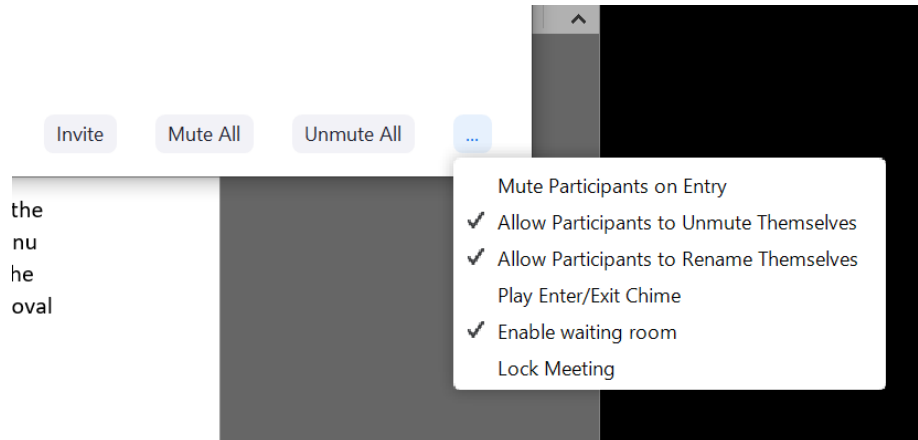 Invite Mute All Unmute All ...
Mute Participants on Entry
Allow Participants to Unmute Themselves
Allow Participants to Rename Themselves
Play Enter/Exit Chime
Enable waiting room
Lock Meeting
the
nu
he
oval